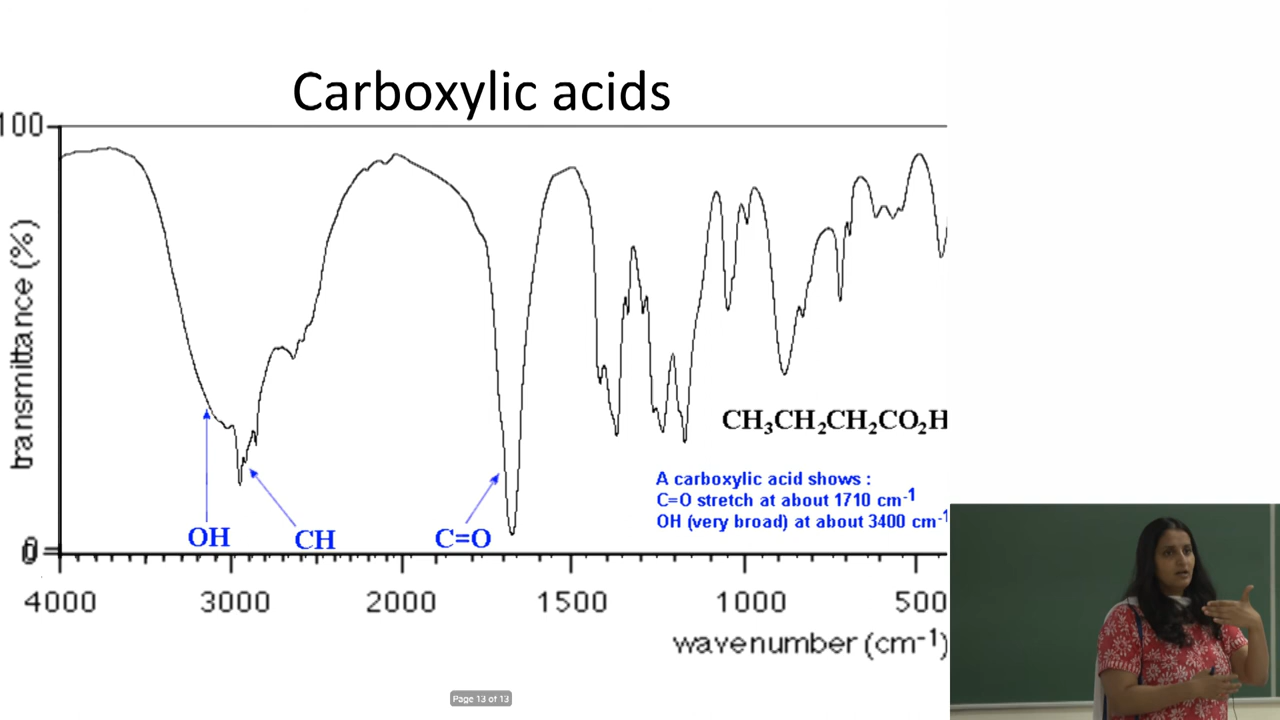 Carboxylic acids
100
transmittance (%)
OH
CH
C=O
CH₃CH₂CH₂CO₂H
A carboxylic acid shows :
C=O stretch at about 1710 cm⁻¹
OH (very broad) at about 3400 cm⁻¹
0
4000 3000 2000 1500 1000 500
wavenumber (cm⁻¹)
Page 13 of 13